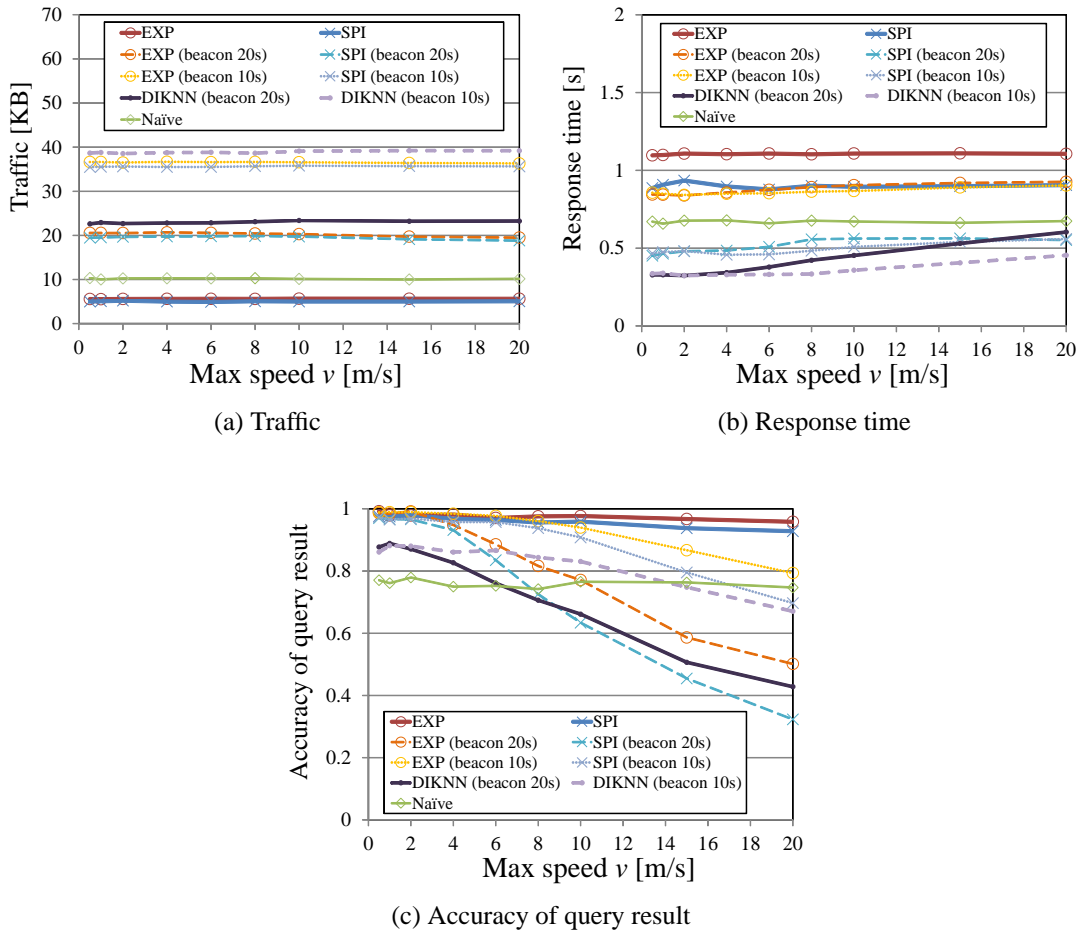 70
60
50
40
30
20
10
0
Traffic [KB]
EXP
SPI
EXP (beacon 20s)
SPI (beacon 20s)
EXP (beacon 10s)
SPI (beacon 10s)
DIKNN (beacon 20s)
DIKNN (beacon 10s)
Naïve
0 2 4 6 8 10 12 14 16 18 20
Max speed v [m/s]
(a) Traffic
2
1.5
1
0.5
0
Response time [s]
EXP
SPI
EXP (beacon 20s)
SPI (beacon 20s)
EXP (beacon 10s)
SPI (beacon 10s)
DIKNN (beacon 20s)
DIKNN (beacon 10s)
Naïve
0 2 4 6 8 10 12 14 16 18 20
Max speed v [m/s]
(b) Response time
1
0.8
0.6
0.4
0.2
0
Accuracy of query result
EXP
SPI
EXP (beacon 20s)
SPI (beacon 20s)
EXP (beacon 10s)
SPI (beacon 10s)
DIKNN (beacon 20s)
DIKNN (beacon 10s)
Naïve
0 2 4 6 8 10 12 14 16 18 20
Max speed v [m/s]
(c) Accuracy of query result